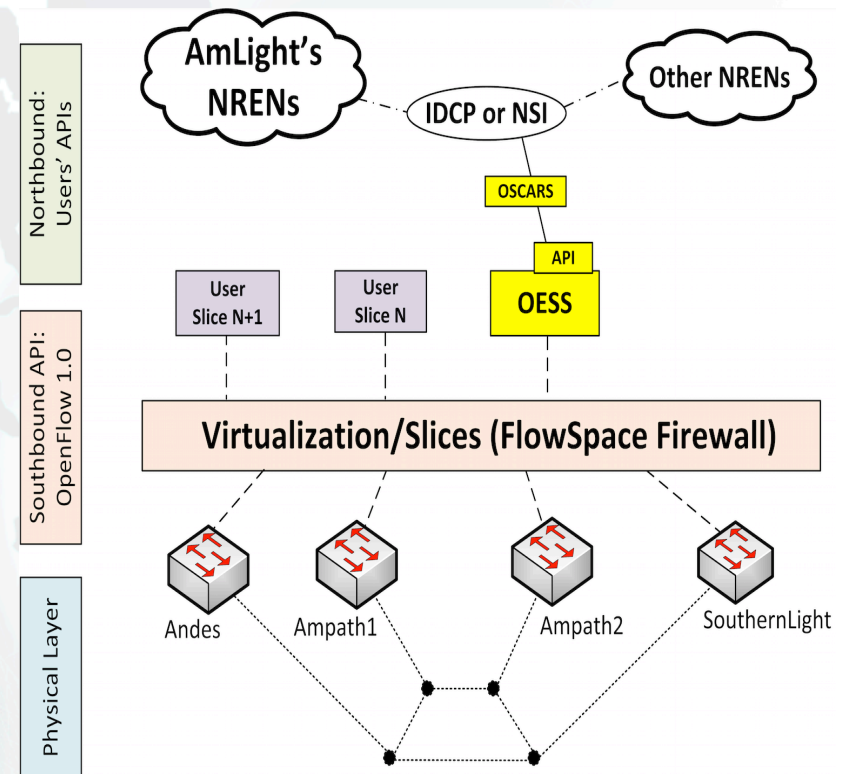 Northbound:
Users' APIs
AmLight's
NRENs
Other NRENs
IDCP or NSI
OSCARS
API
OESS
User
Slice N+1
User
Slice N
Southbound API:
OpenFlow 1.0
Virtualization/Slices (FlowSpace Firewall)
Andes
Ampath1
Ampath2
SouthernLight
Physical Layer